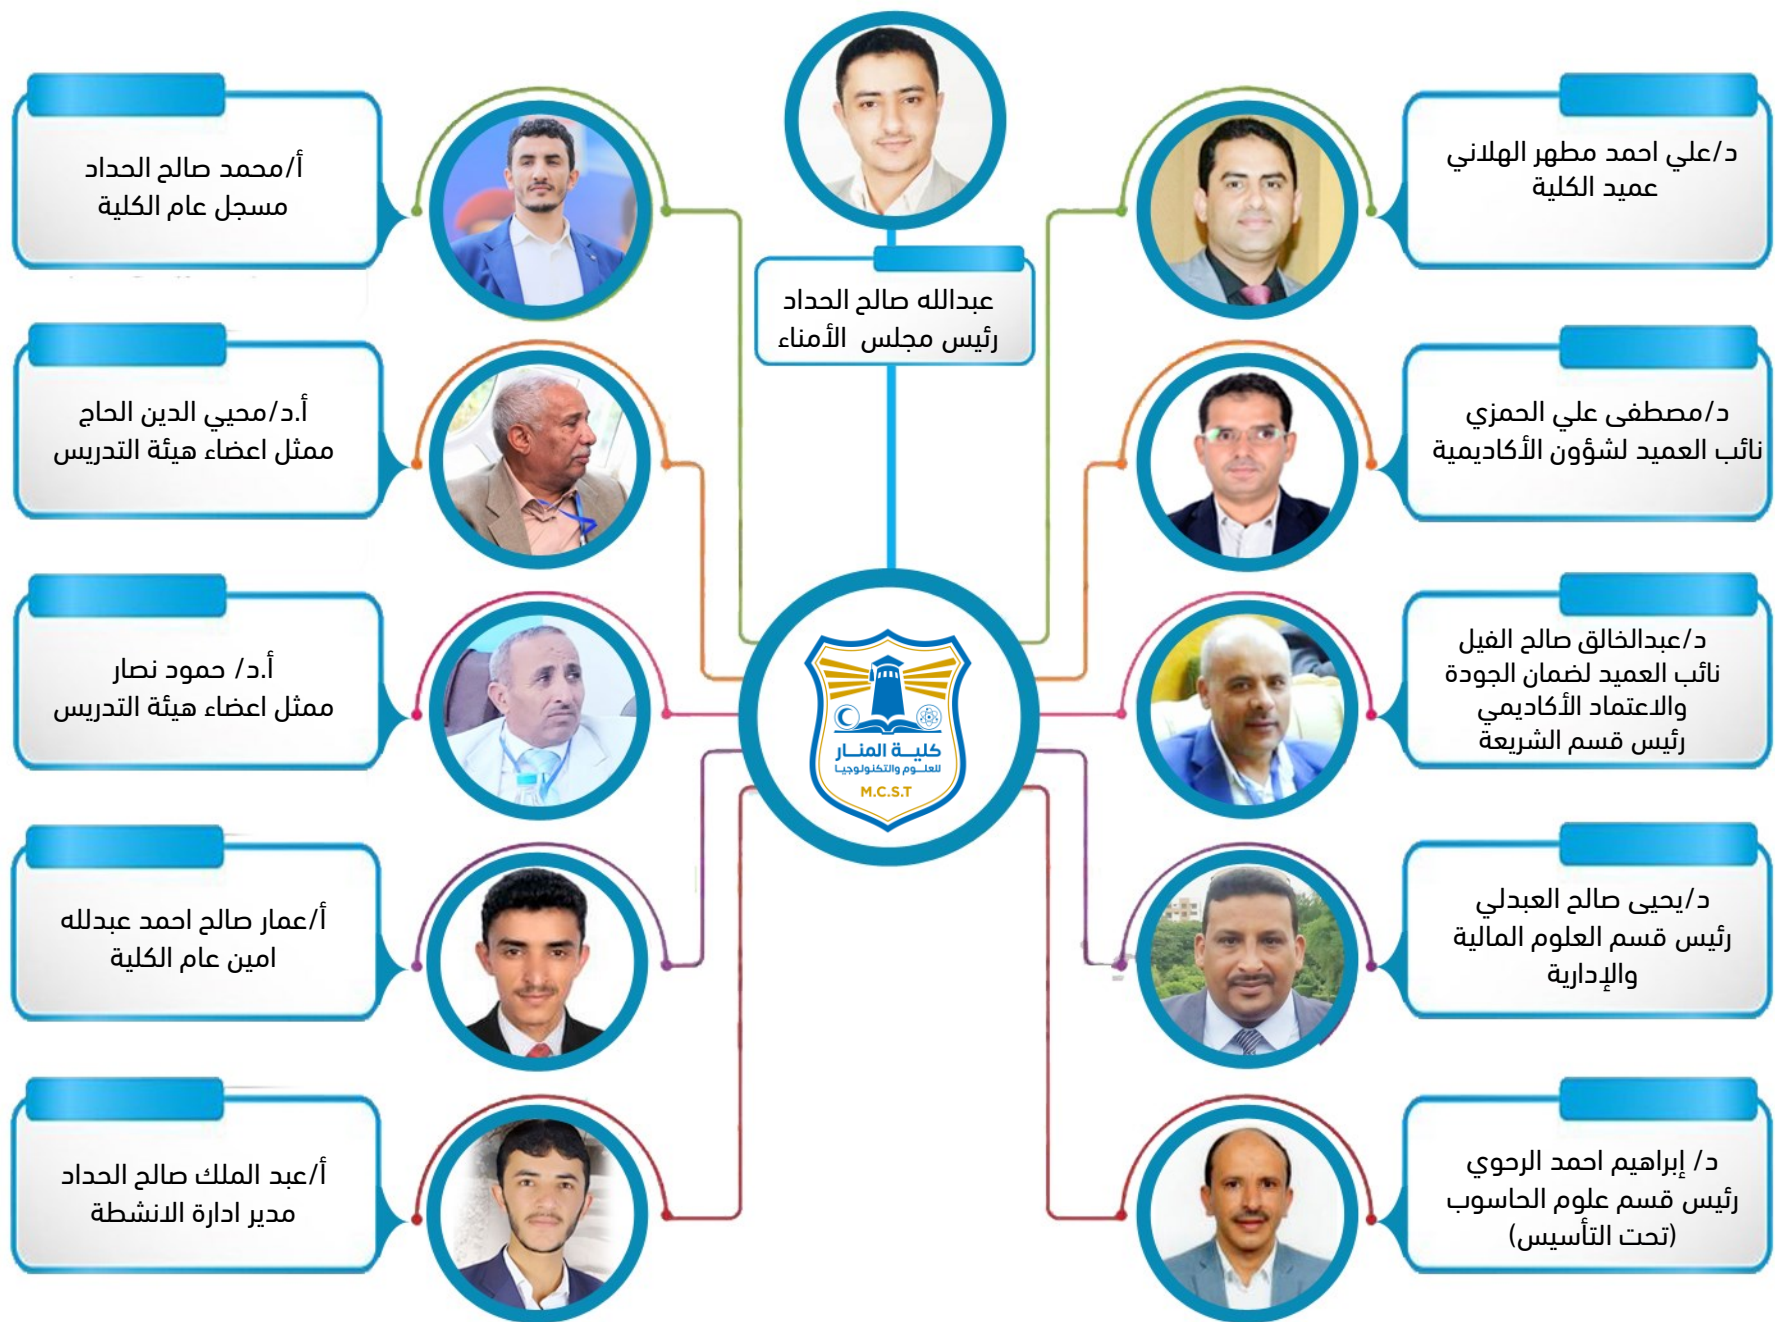 عبدالله صالح الحداد
رئيس مجلس الأمناء
د/علي احمد مطهر الهلاني
عميد الكلية
د/مصطفى علي الحمزي
نائب العميد لشؤون الأكاديمية
د/عبدالخالق صالح الفيل
نائب العميد لضمان الجودة
والاعتماد الأكاديمي
رئيس قسم الشريعة
د/يحيى صالح العبدلي
رئيس قسم العلوم المالية
والإدارية
د/ إبراهيم احمد الرحوي
رئيس قسم علوم الحاسوب
(تحت التأسيس)
كلية المنار
للعلوم والتكنولوجيا
M.C.S.T
أ/محمد صالح الحداد
مسجل عام الكلية
أ.د/محيي الدين الحاج
ممثل اعضاء هيئة التدريس
أ.د/ حمود نصار
ممثل اعضاء هيئة التدريس
أ/عمار صالح احمد عبدلله
امين عام الكلية
أ/عبد الملك صالح الحداد
مدير ادارة الانشطة